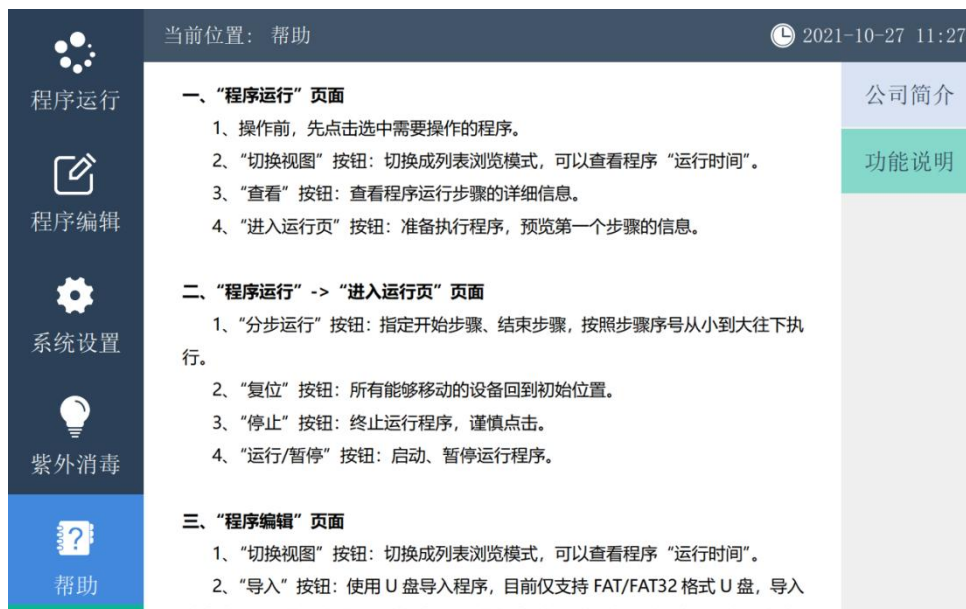 当前位置： 帮助
2021-10-27 11:27
程序运行
程序编辑
系统设置
紫外消毒
帮助
一、“程序运行”页面
1、操作前，先点击选中需要操作的程序。
2、“切换视图”按钮：切换成列表浏览模式，可以查看程序“运行时间”。
3、“查看”按钮：查看程序运行步骤的详细信息。
4、“进入运行页”按钮：准备执行程序，预览第一个步骤的信息。
二、“程序运行”->“进入运行页”页面
1、“分步运行”按钮：指定开始步骤、结束步骤，按照步骤序号从小到大往下执
行。
2、“复位”按钮：所有能够移动的设备回到初始位置。
3、“停止”按钮：终止运行程序，谨慎点击。
4、“运行/暂停”按钮：启动、暂停运行程序。
三、“程序编辑”页面
1、“切换视图”按钮：切换成列表浏览模式，可以查看程序“运行时间”。
2、“导入”按钮：使用 U 盘导入程序，目前仅支持 FAT/FAT32 格式 U 盘，导入
公司简介
功能说明